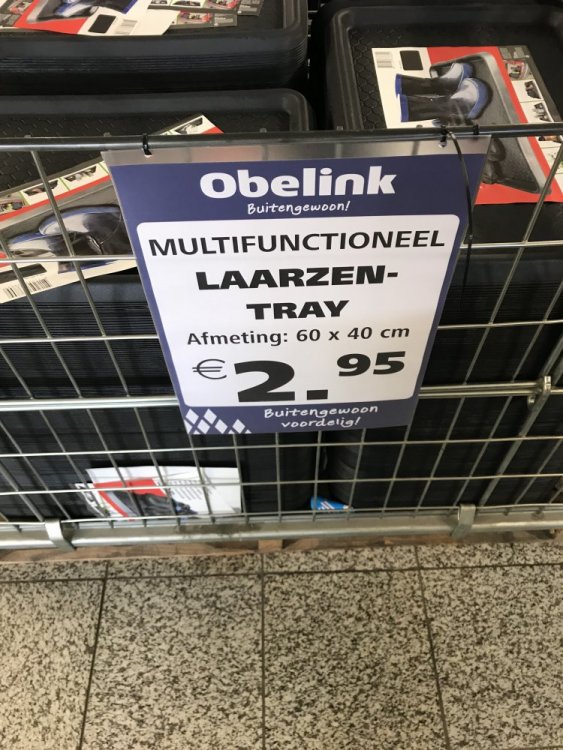 Obelink
Buitengewoon!
MULTIFUNCTIONEEL
LAARZEN-
TRAY
Afmeting: 60 x 40 cm
€2.95
Buitengewoon
voordelig!